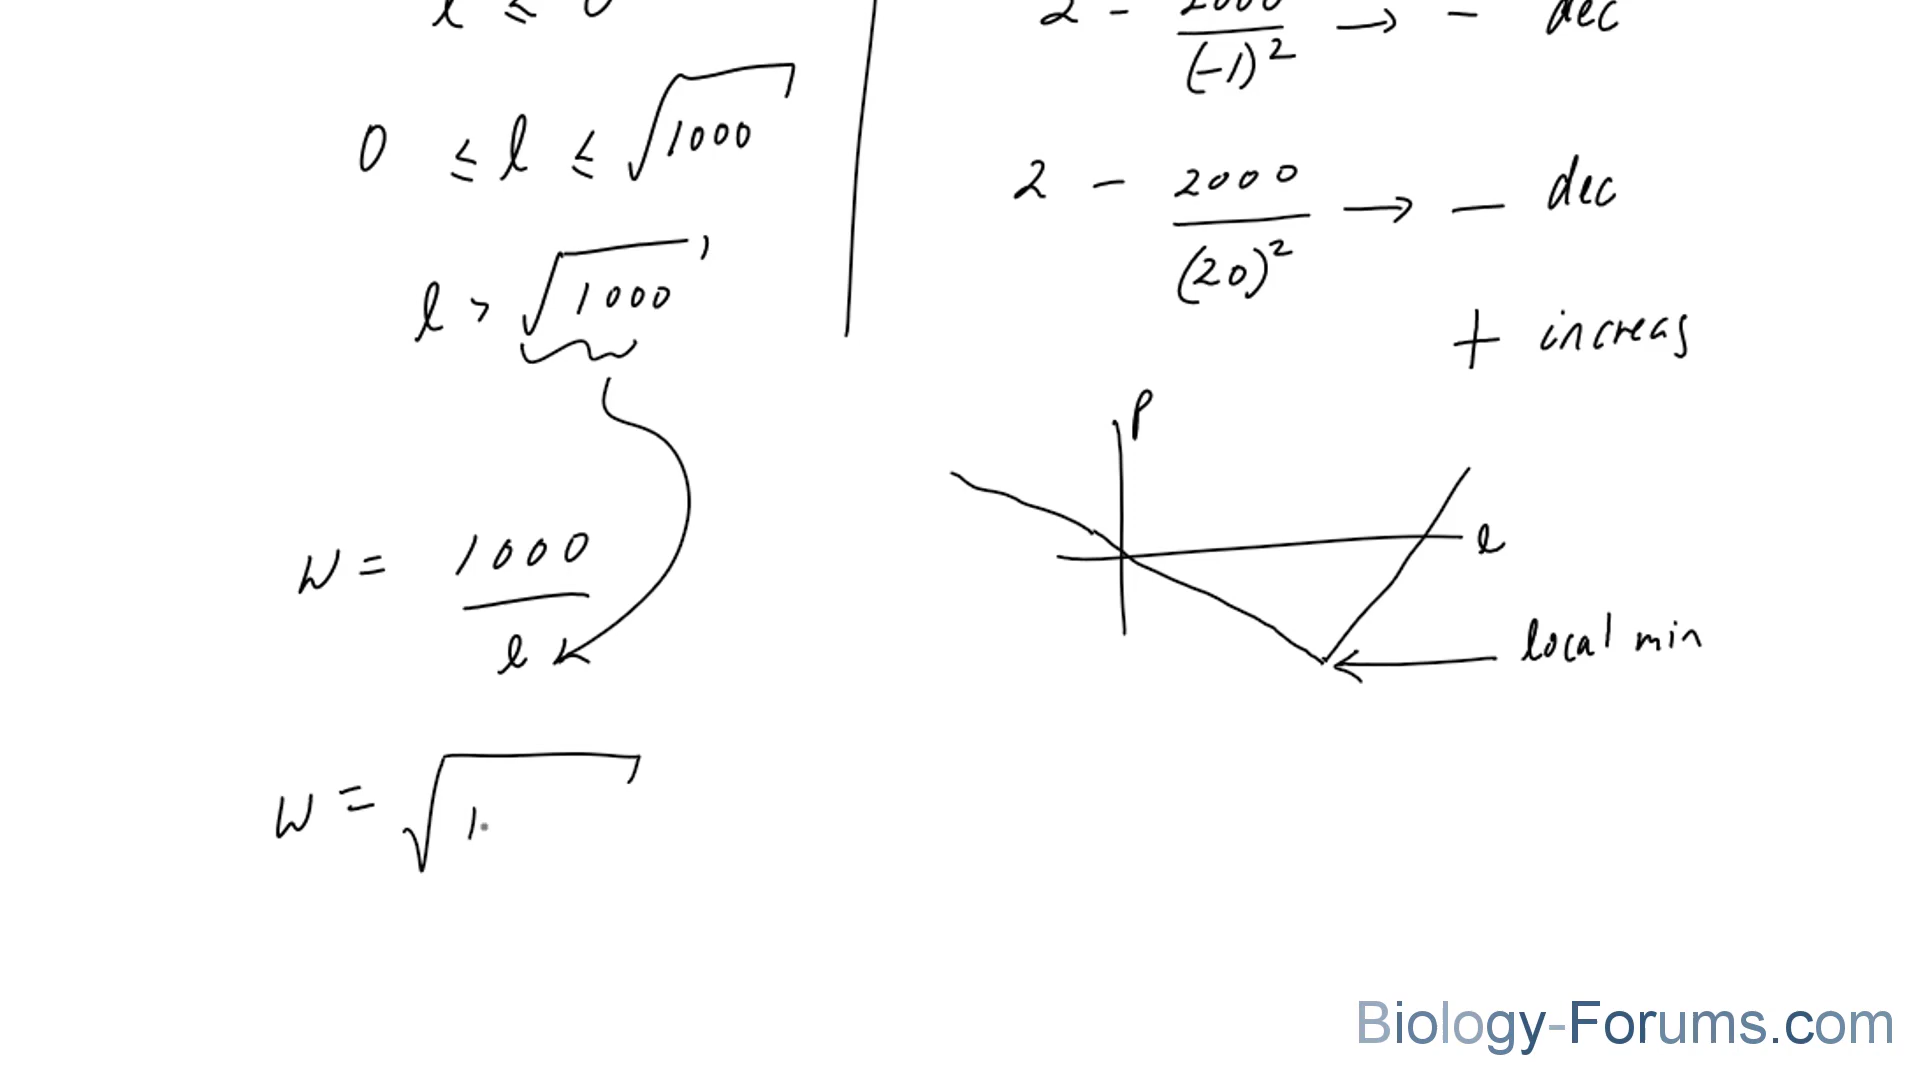 l ≤ 0
2 - 2000/(-1)² → - dec
0 ≤ l ≤ √1000
2 - 2000/(20)² → - dec
l > √1000
+ increas
P
l
local min
W = 1000/l
W = √1
Biology-Forums.com